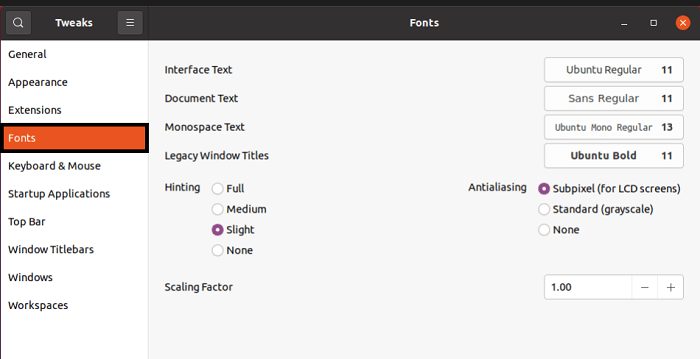 Tweaks
Fonts
General
Appearance
Extensions
Fonts
Keyboard & Mouse
Startup Applications
Top Bar
Window Titlebars
Windows
Workspaces
Interface Text Ubuntu Regular 11
Document Text Sans Regular 11
Monospace Text Ubuntu Mono Regular 13
Legacy Window Titles Ubuntu Bold 11
Hinting Full
Medium
Slight
None
Antialiasing Subpixel (for LCD screens)
Standard (grayscale)
None
Scaling Factor 1.00